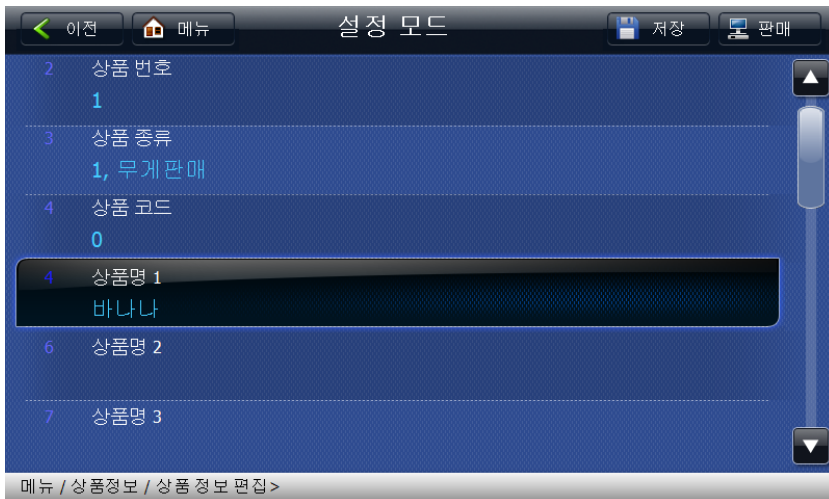 이전 메뉴 설정 모드 저장 판매
2 상품 번호
1
3 상품 종류
1, 무게판매
4 상품 코드
0
4 상품명 1
바나나
6 상품명 2
7 상품명 3
메뉴 / 상품정보 / 상품 정보 편집>